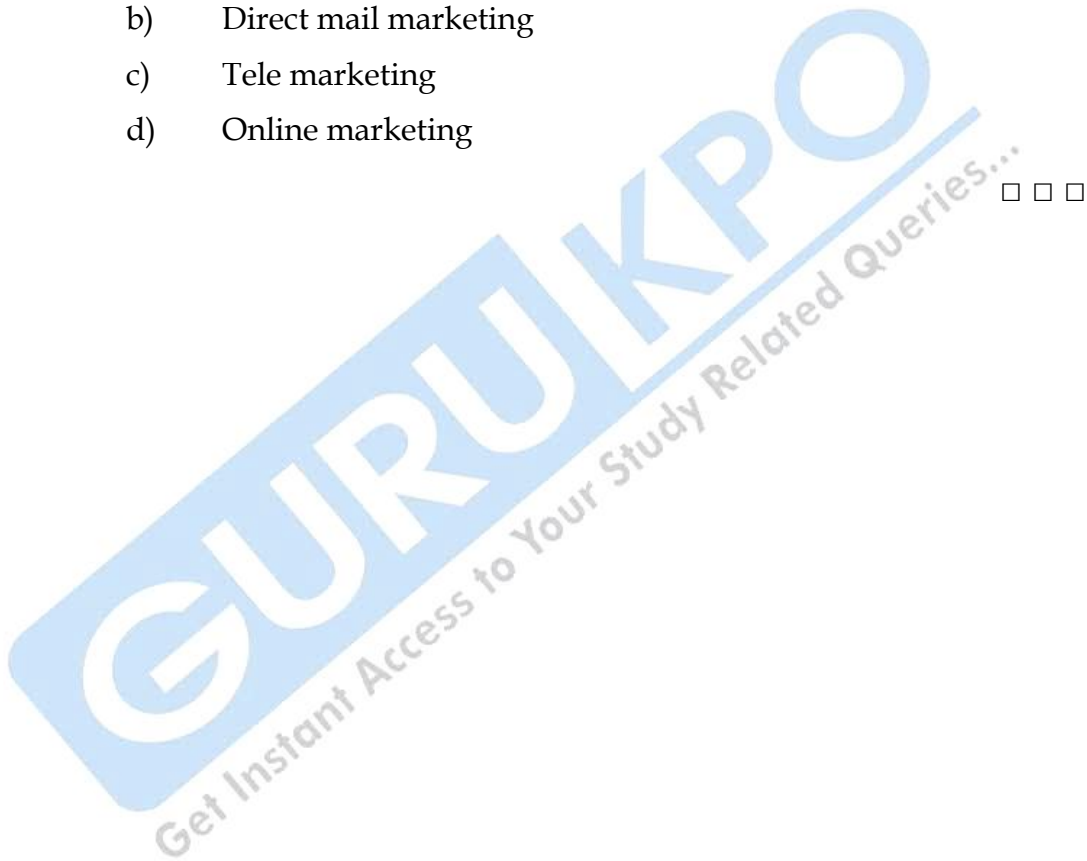 b) Direct mail marketing
c) Tele marketing
d) Online marketing
□ □ □
GURUKPO
Get Instant Access to Your Study Related Queries...